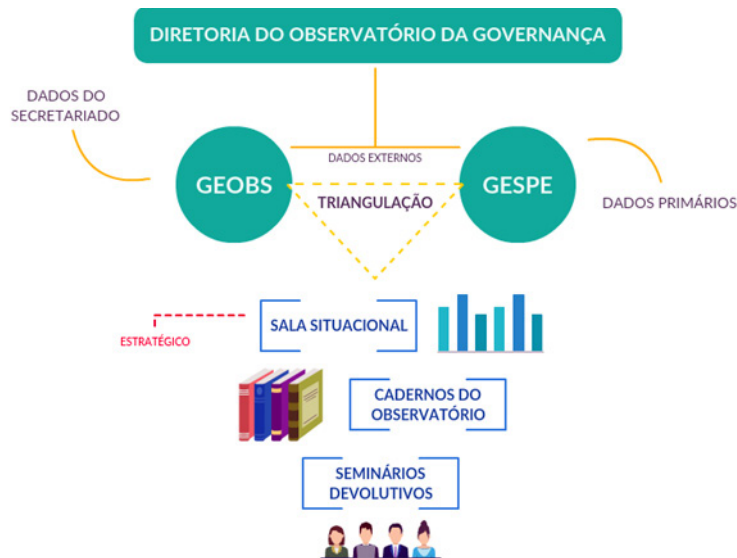 DIRETORIA DO OBSERVATÓRIO DA GOVERNANÇA
DADOS DO
SECRETARIADO
DADOS EXTERNOS
GEOBS
GESPE
TRIANGULAÇÃO
DADOS PRIMÁRIOS
SALA SITUACIONAL
ESTRATÉGICO
CADERNOS DO
OBSERVATÓRIO
SEMINÁRIOS
DEVOLUTIVOS